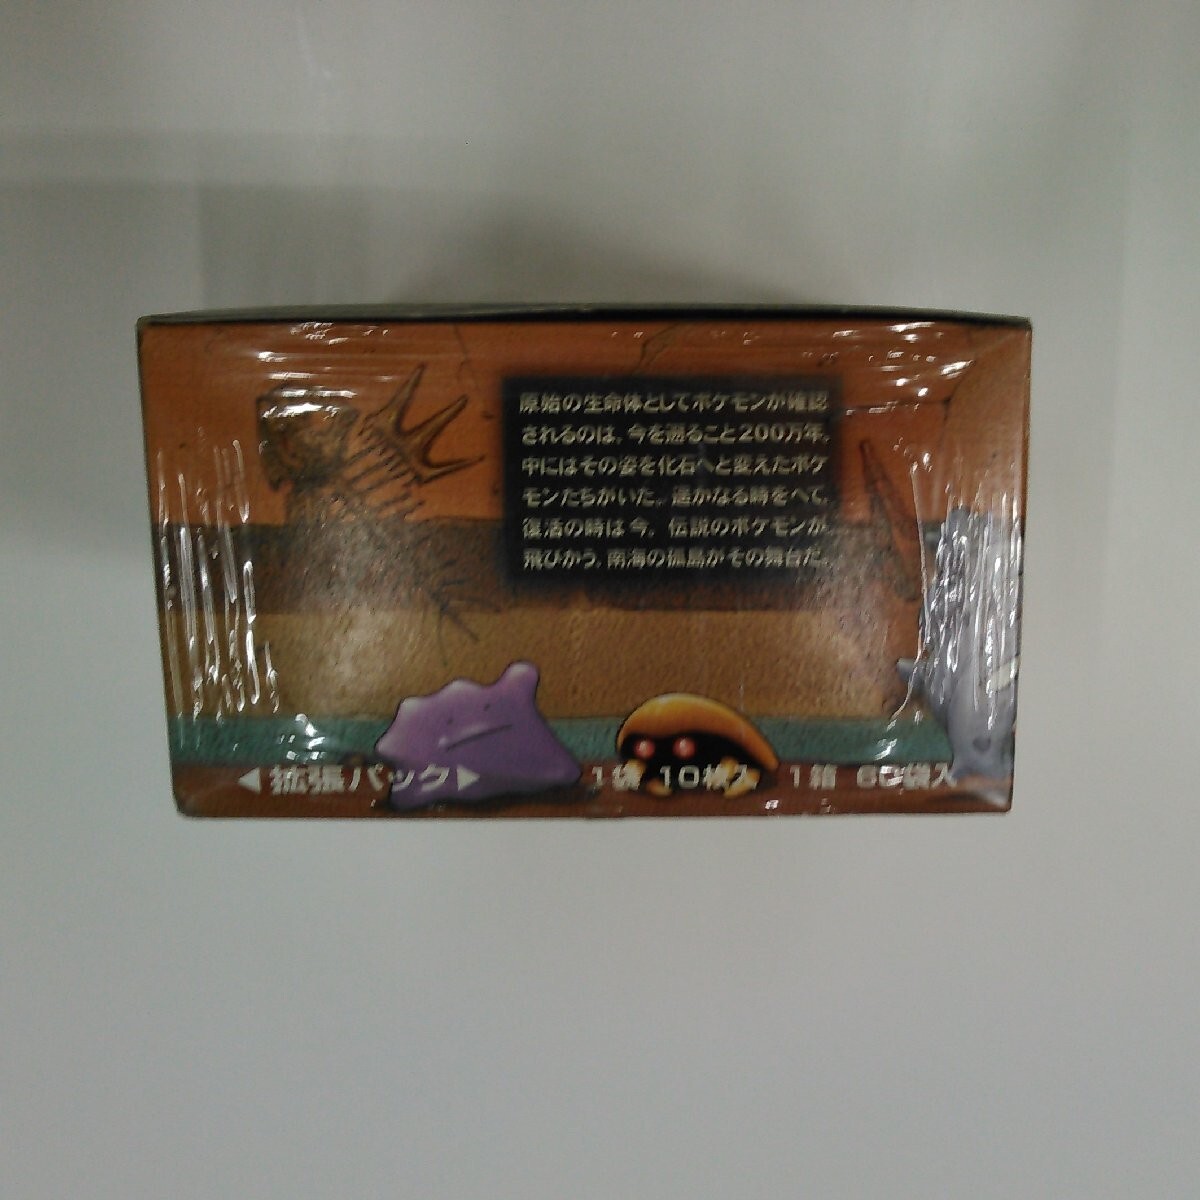 原始の生命体としてポケモンが確認
されるのは、今を遡ること200万年。
中にはその姿を化石へと変えたポケ
モンたちがいた。遥かなる時をへて、
復活の時は今。伝説のポケモンが、
飛びかう、南海の孤島がその舞台だ。
◀拡張パック▶ 1袋 10枚入 1箱 60袋入